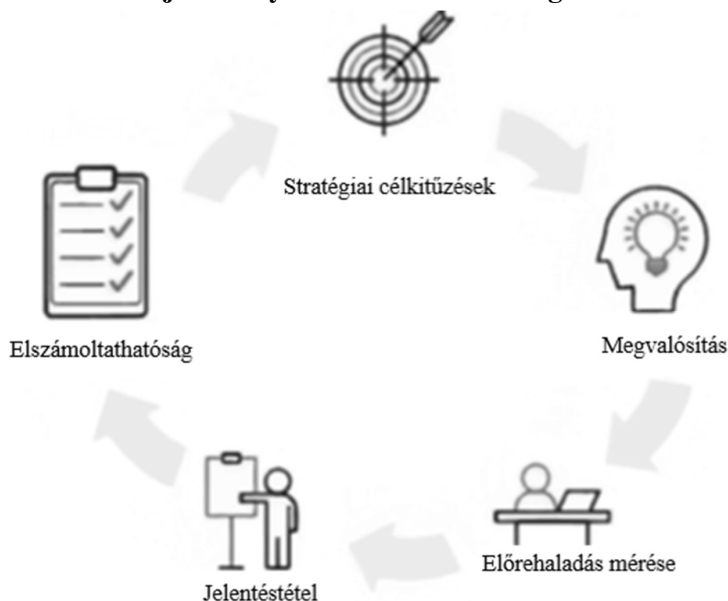 Stratégiai célkitűzések
Megvalósítás
Előrehaladás mérése
Jelentéstétel
Elszámoltathatóság